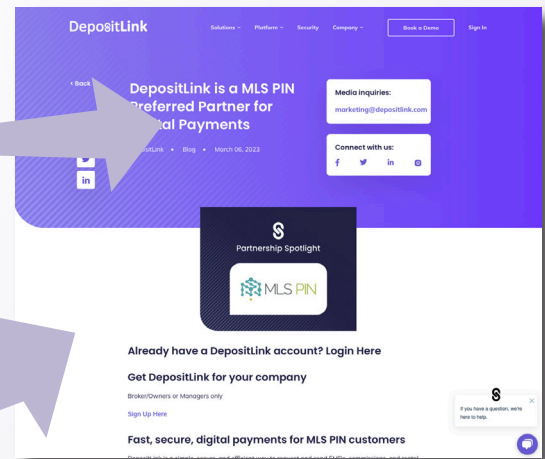 DepositLink
Solutions Platform Security Company Book a Demo Sign In
< Back
DepositLink is a MLS PIN
Preferred Partner for
Payments
• Blog • March 06, 2023
Media inquiries:
marketing@depositlink.com
Connect with us:
f in
in
Partnership Spotlight
MLS PIN
Already have a DepositLink account? Login Here
Get DepositLink for your company
Broker/Owners or Managers only
Sign Up Here
If you have a question, we're
here to help.
Fast, secure, digital payments for MLS PIN customers